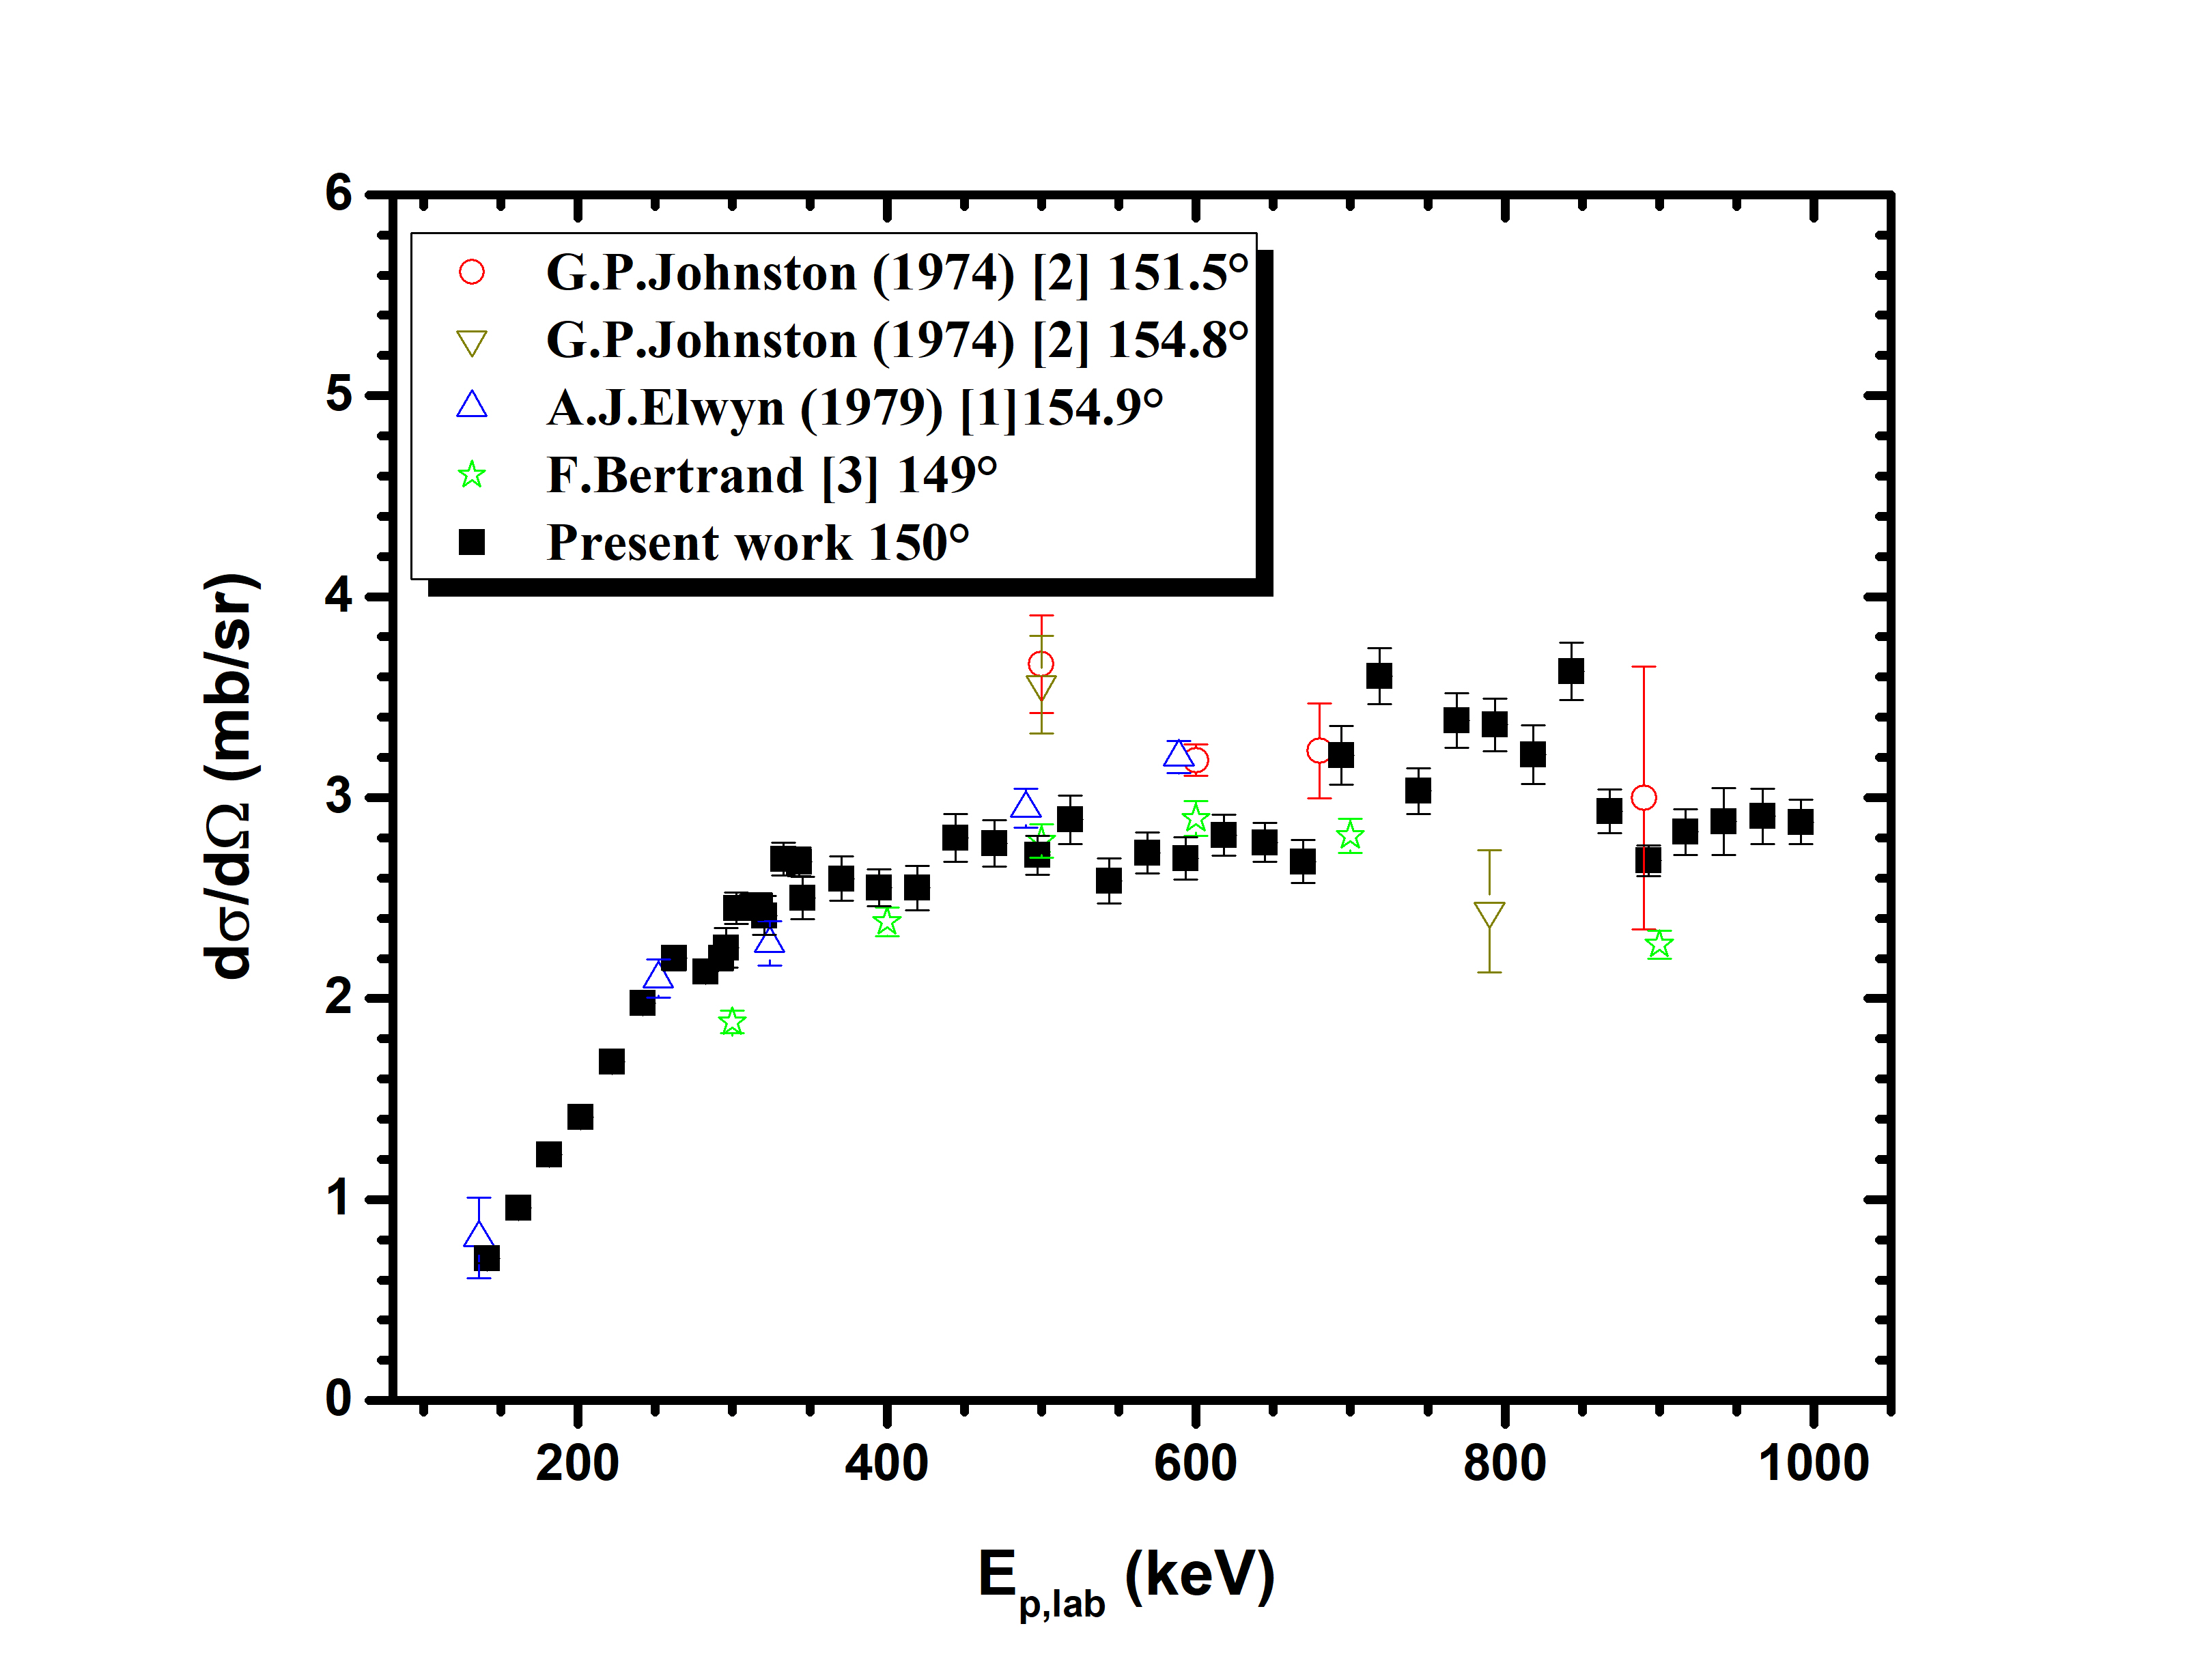 6
5
4
3
2
1
0
dσ/dΩ (mb/sr)
G.P.Johnston (1974) [2] 151.5°
G.P.Johnston (1974) [2] 154.8°
A.J.Elwyn (1979) [1]154.9°
F.Bertrand [3] 149°
Present work 150°
200 400 600 800 1000
Ep,lab (keV)